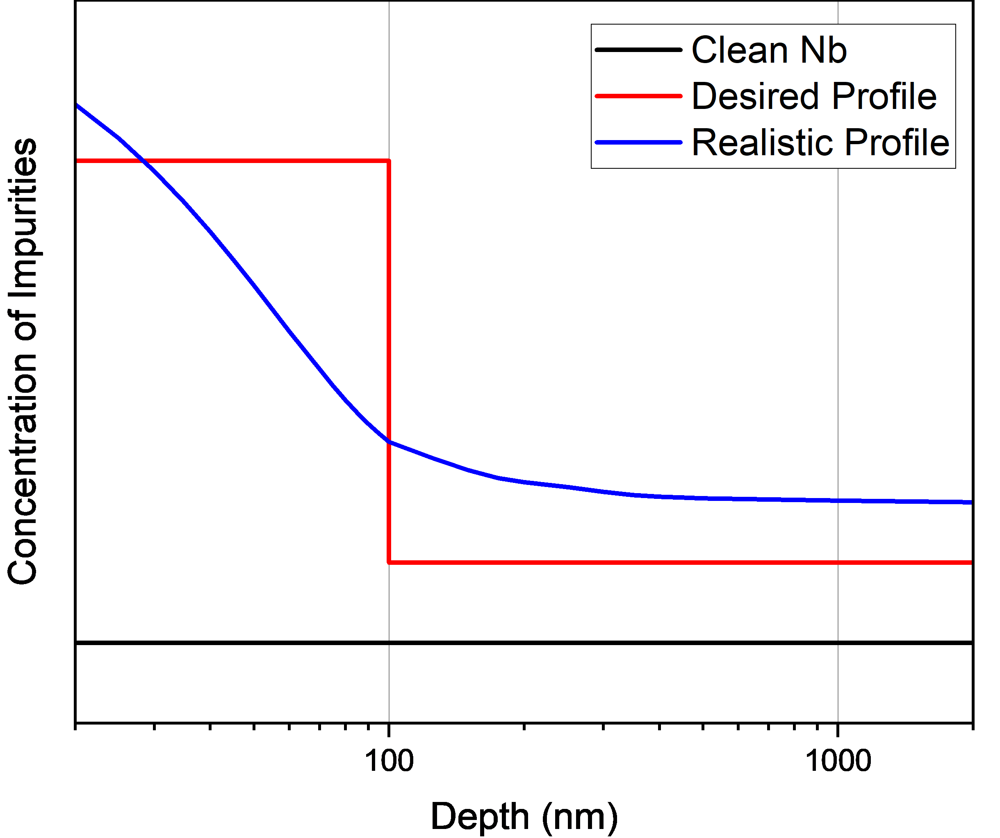 Clean Nb
Desired Profile
Realistic Profile
Concentration of Impurities
100
1000
Depth (nm)